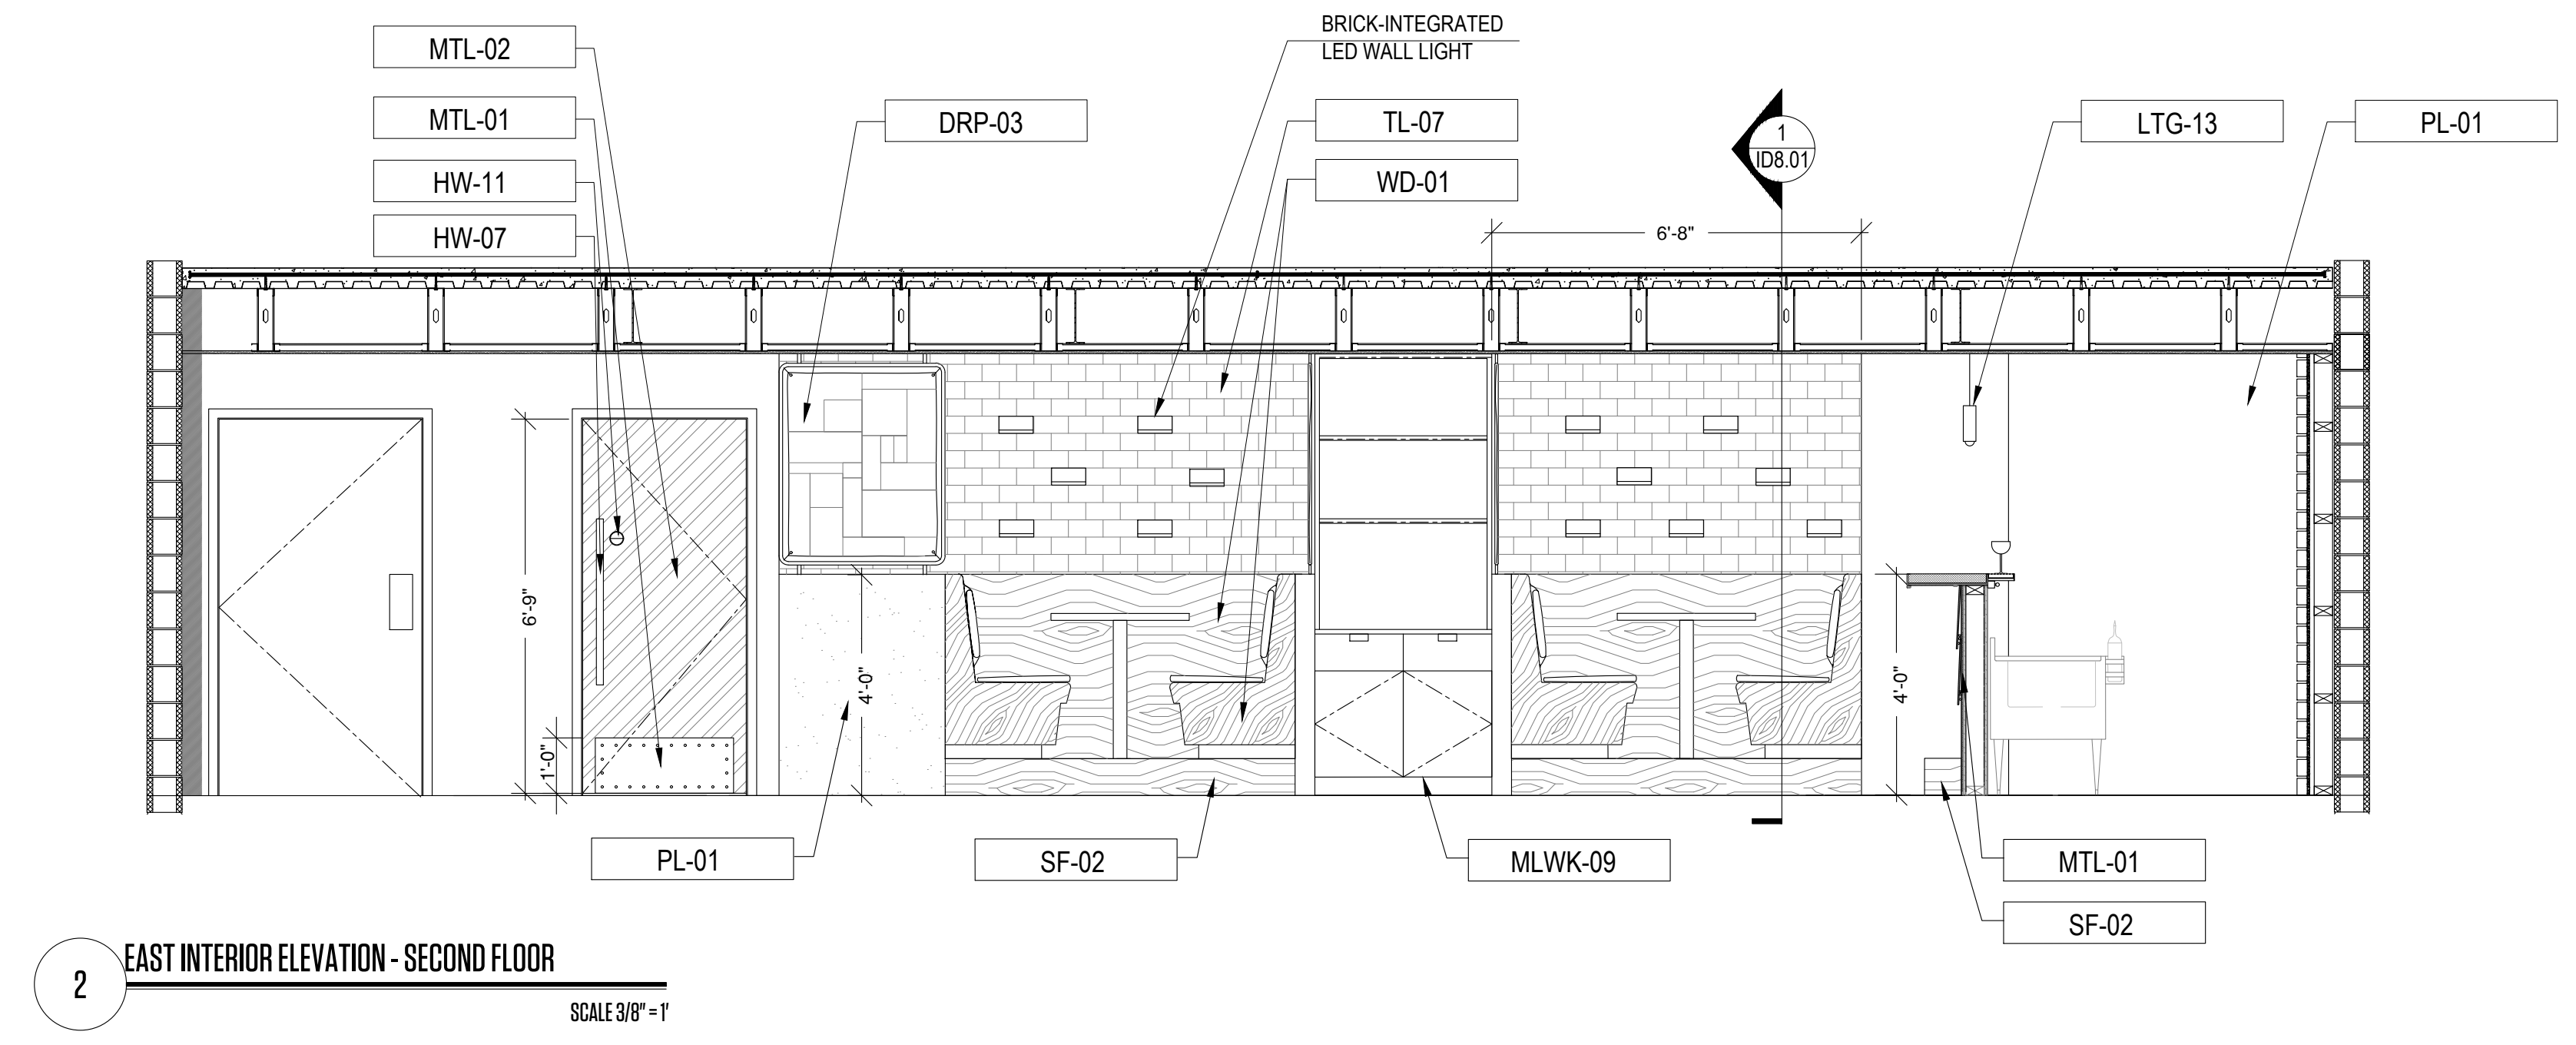 BRICK-INTEGRATED
LED WALL LIGHT
MTL-02
MTL-01
HW-11
HW-07
DRP-03
TL-07
WD-01
1
ID8.01
LTG-13
PL-01
6'-8"
6'-9"
1'-0"
4'-0"
4'-0"
PL-01
SF-02
MLWK-09
MTL-01
SF-02
2
EAST INTERIOR ELEVATION - SECOND FLOOR
SCALE 3/8" = 1'